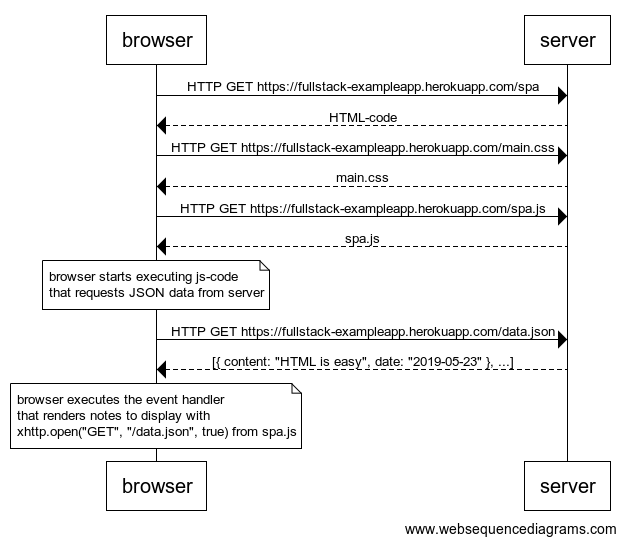 browser
server
HTTP GET https://fullstack-exampleapp.herokuapp.com/spa
HTML-code
HTTP GET https://fullstack-exampleapp.herokuapp.com/main.css
main.css
HTTP GET https://fullstack-exampleapp.herokuapp.com/spa.js
spa.js
browser starts executing js-code
that requests JSON data from server
HTTP GET https://fullstack-exampleapp.herokuapp.com/data.json
[{ content: "HTML is easy", date: "2019-05-23" }, ...]
browser executes the event handler
that renders notes to display with
xhttp.open("GET", "/data.json", true) from spa.js
browser
server
www.websequencediagrams.com